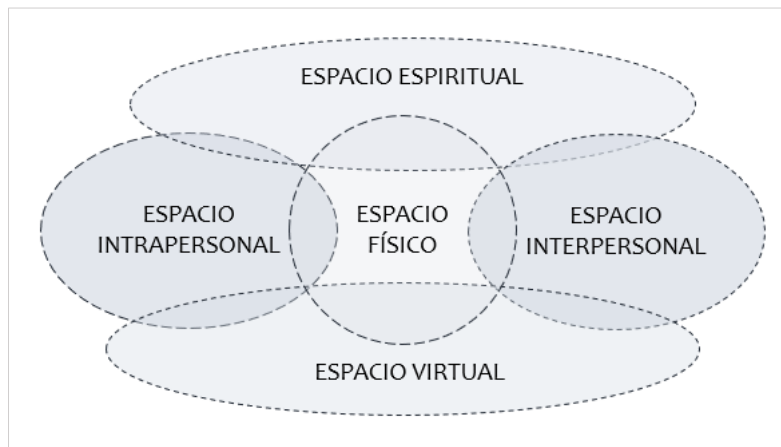 ESPACIO ESPIRITUAL
ESPACIO
INTRAPERSONAL
ESPACIO
FÍSICO
ESPACIO
INTERPERSONAL
ESPACIO VIRTUAL